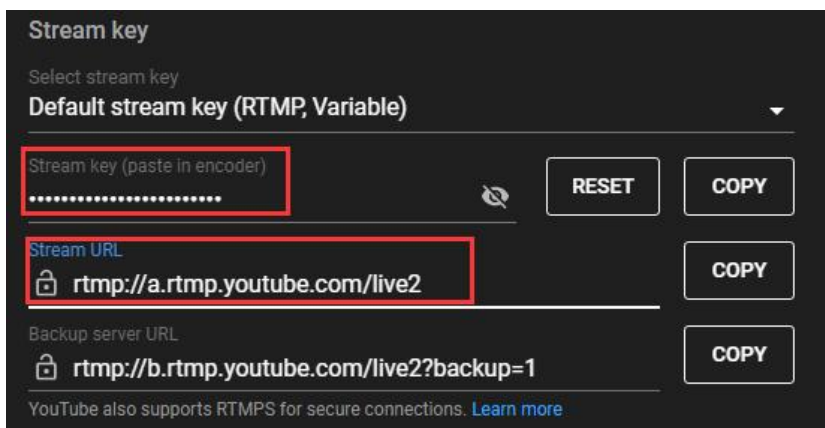 Stream key
Select stream key
Default stream key (RTMP, Variable)
Stream key (paste in encoder)
••••••••••••••••••••••••
RESET
COPY
Stream URL
rtmp://a.rtmp.youtube.com/live2
COPY
Backup server URL
rtmp://b.rtmp.youtube.com/live2?backup=1
COPY
YouTube also supports RTMPS for secure connections. Learn more